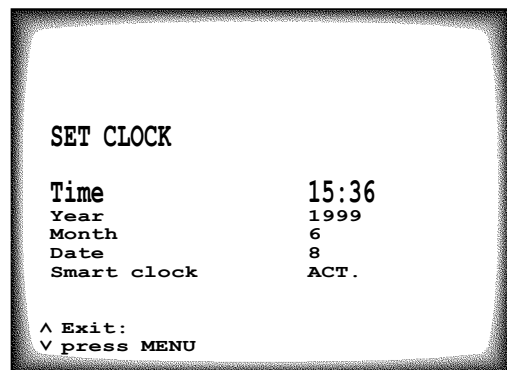 SET CLOCK
Time 15:36
Year 1999
Month 6
Date 8
Smart clock ACT.
∧ Exit:
∨ press MENU